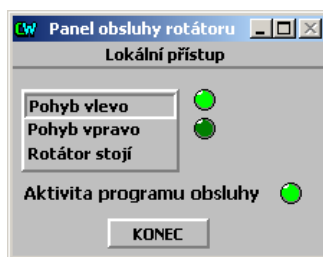 CW Panel obsluhy rotátoru
Lokální přístup
Pohyb vlevo
Pohyb vpravo
Rotátor stojí
Aktivita programu obsluhy
KONEC